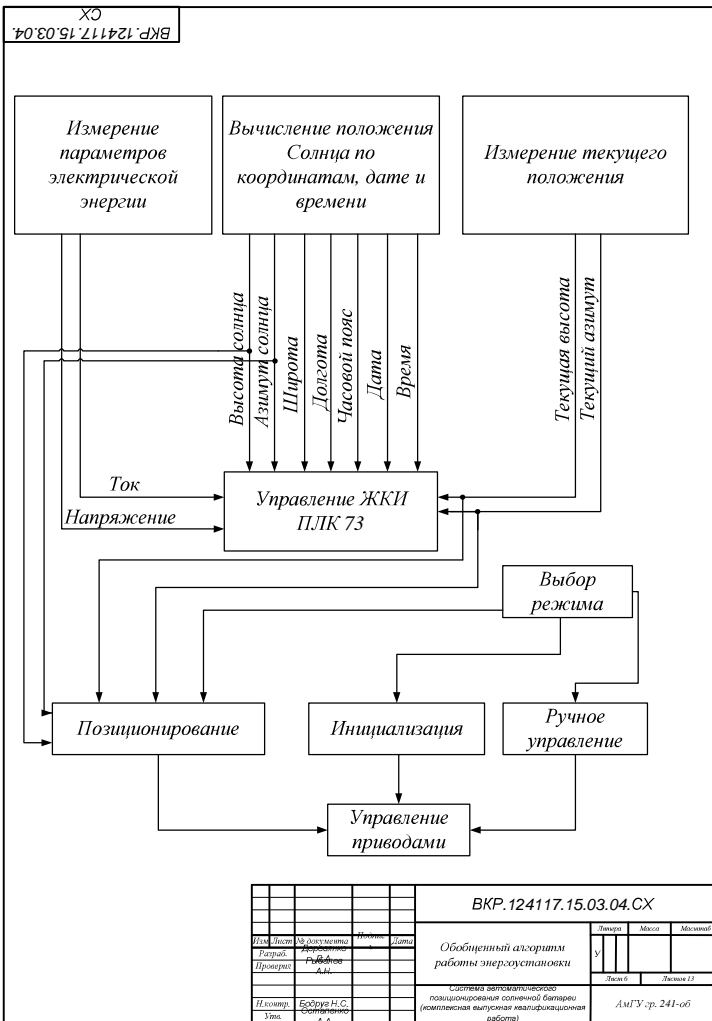 ВКР.124117.15.03.04.
СХ
Измерение
параметров
электрической
энергии
Вычисление положения
Солнца по
координатам, дате и
времени
Измерение текущего
положения
Высота солнца
Азимут солнца
Широта
Долгота
Часовой пояс
Дата
Время
Текущая высота
Текущий азимут
Ток
Напряжение
Управление ЖКИ
ПЛК 73
Выбор
режима
Позиционирование
Инициализация
Ручное
управление
Управление
приводами
ВКР.124117.15.03.04.СХ
Изм Лист № документа Дата
Разраб.
Проверил
А.Н.
Н.контр. Бодруг Н.С.
Утв. Остапенко
А.А.
Обобщенный алгоритм
работы энергоустановки
Литера Масса Масштаб
У
Лист 6 Листов 13
Система автоматического
позиционирования солнечной батареи
(комплексная выпускная квалификационная
работа)
АмГУ гр. 241-об